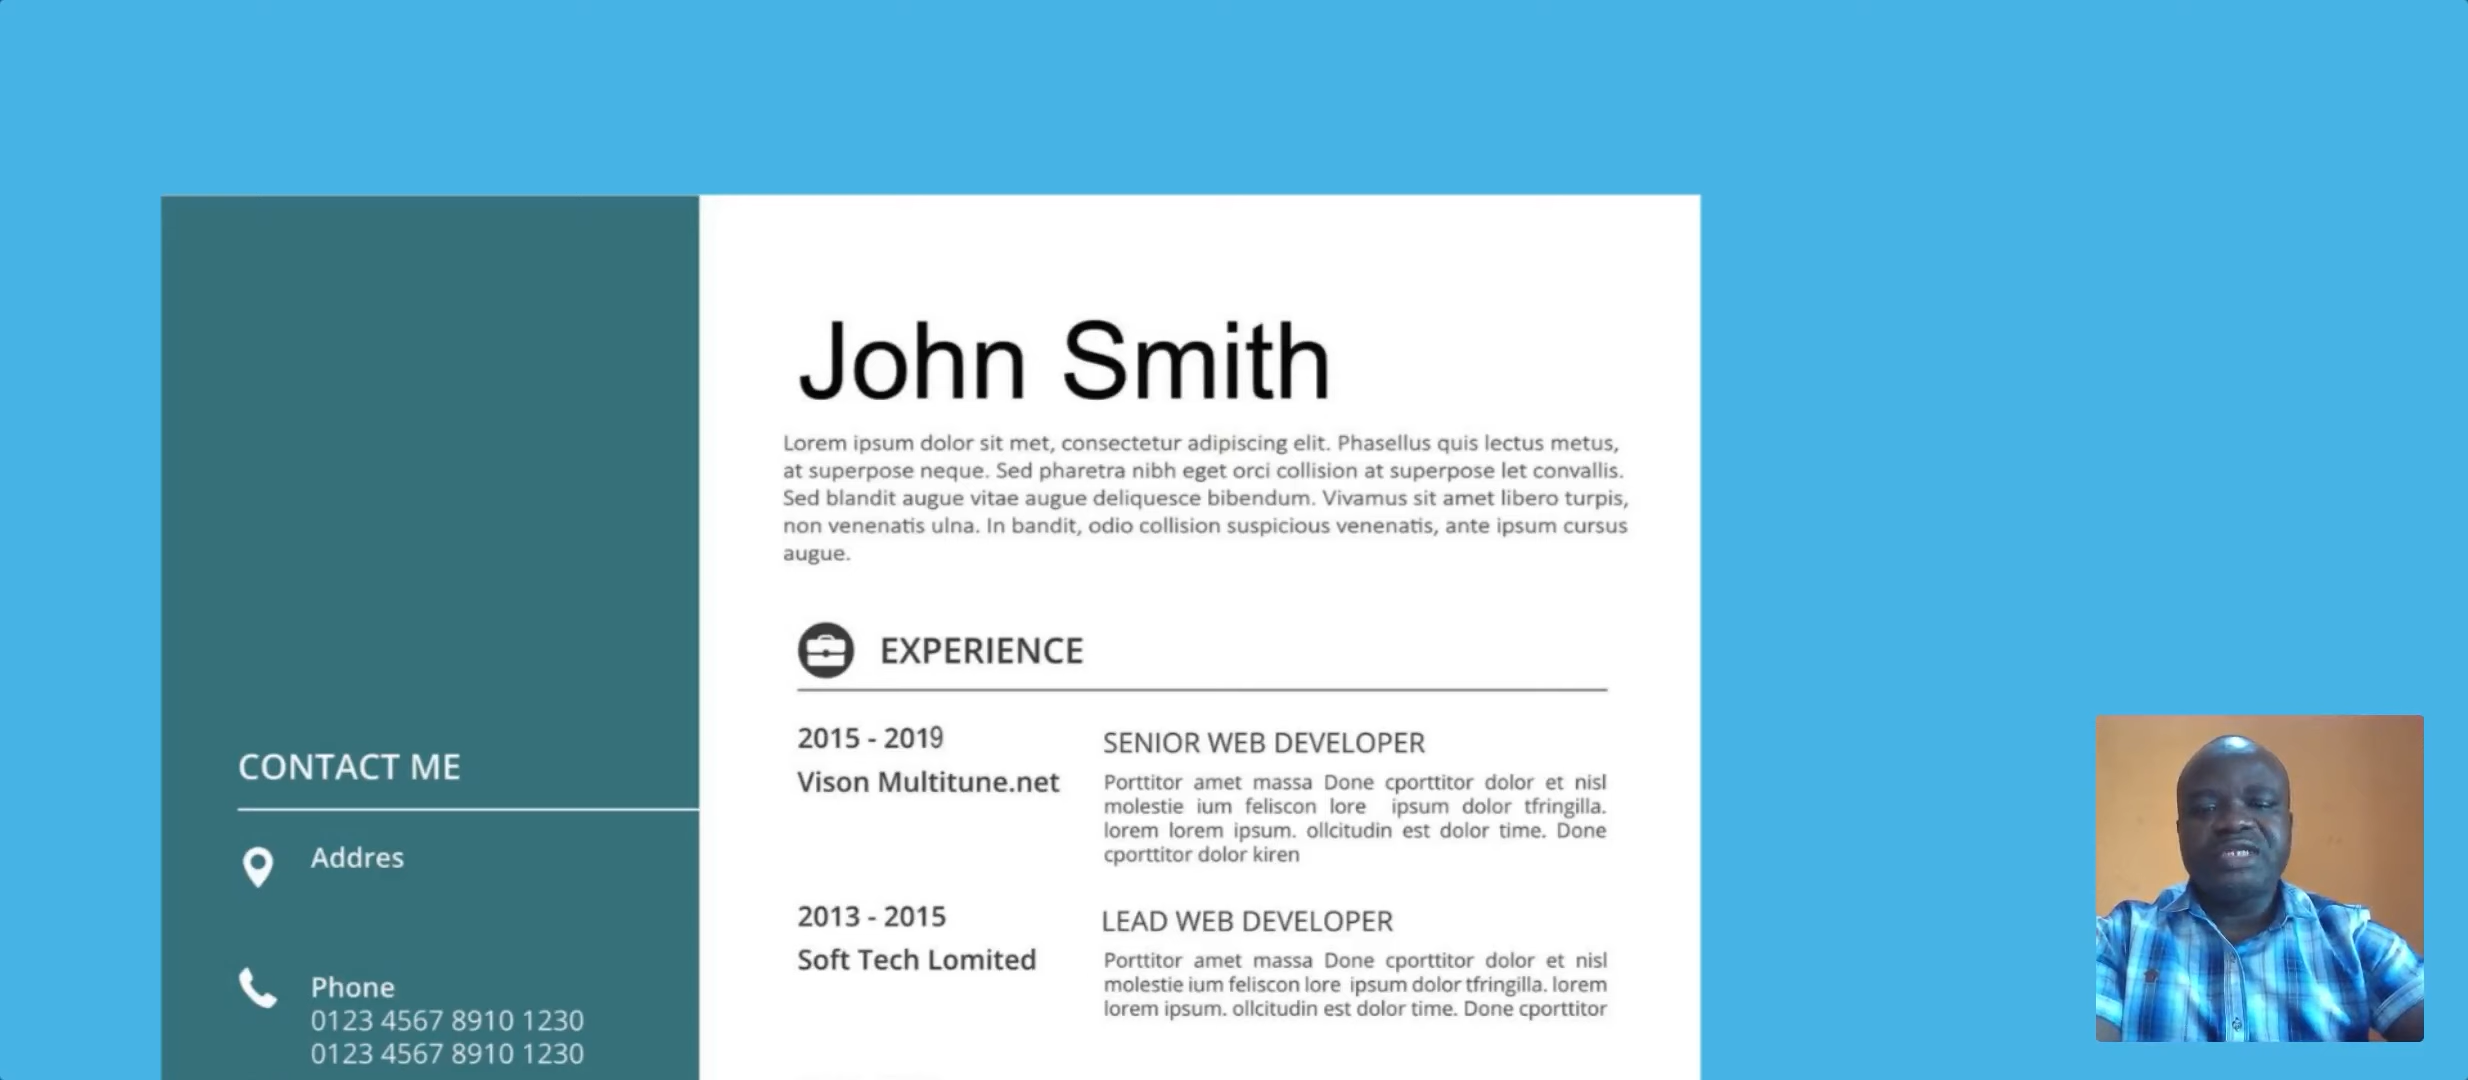 John Smith
Lorem ipsum dolor sit met, consectetur adipiscing elit. Phasellus quis lectus metus,
at superpose neque. Sed pharetra nibh eget orci collision at superpose let convallis.
Sed blandit augue vitae augue deliquesce bibendum. Vivamus sit amet libero turpis,
non venenatis ulna. In bandit, odio collision suspicious venenatis, ante ipsum cursus
augue.
EXPERIENCE
2015 - 2019
Vison Multitune.net
SENIOR WEB DEVELOPER
Porttitor amet massa Done cporttitor dolor et nisl
molestie ium feliscon lore ipsum dolor tfringilla.
lorem lorem ipsum. ollcitudin est dolor time. Done
cporttitor dolor kiren
2013 - 2015
Soft Tech Lomited
LEAD WEB DEVELOPER
Porttitor amet massa Done cporttitor dolor et nisl
molestie ium feliscon lore ipsum dolor tfringilla. lorem
lorem ipsum. ollcitudin est dolor time. Done cporttitor
CONTACT ME
Addres
Phone
0123 4567 8910 1230
0123 4567 8910 1230